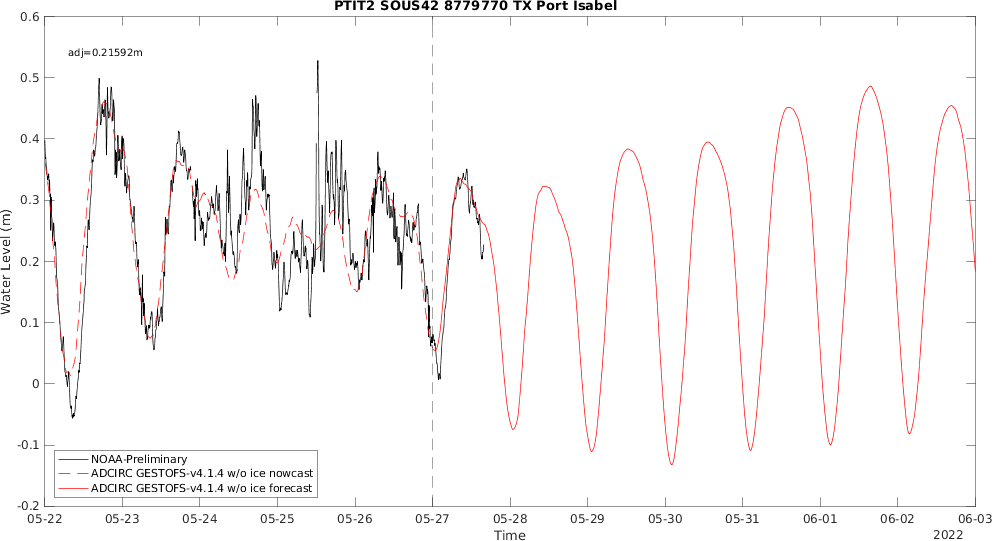 PTIT2 SOUS42 8779770 TX Port Isabel
adj=0.21592m
0.6
0.5
0.4
0.3
0.2
0.1
0
-0.1
-0.2
Water Level (m)
NOAA-Preliminary
ADCIRC GESTOFS-v4.1.4 w/o ice nowcast
ADCIRC GESTOFS-v4.1.4 w/o ice forecast
05-22 05-23 05-24 05-25 05-26 05-27 05-28 05-29 05-30 05-31 06-01 06-02 06-03
Time
2022